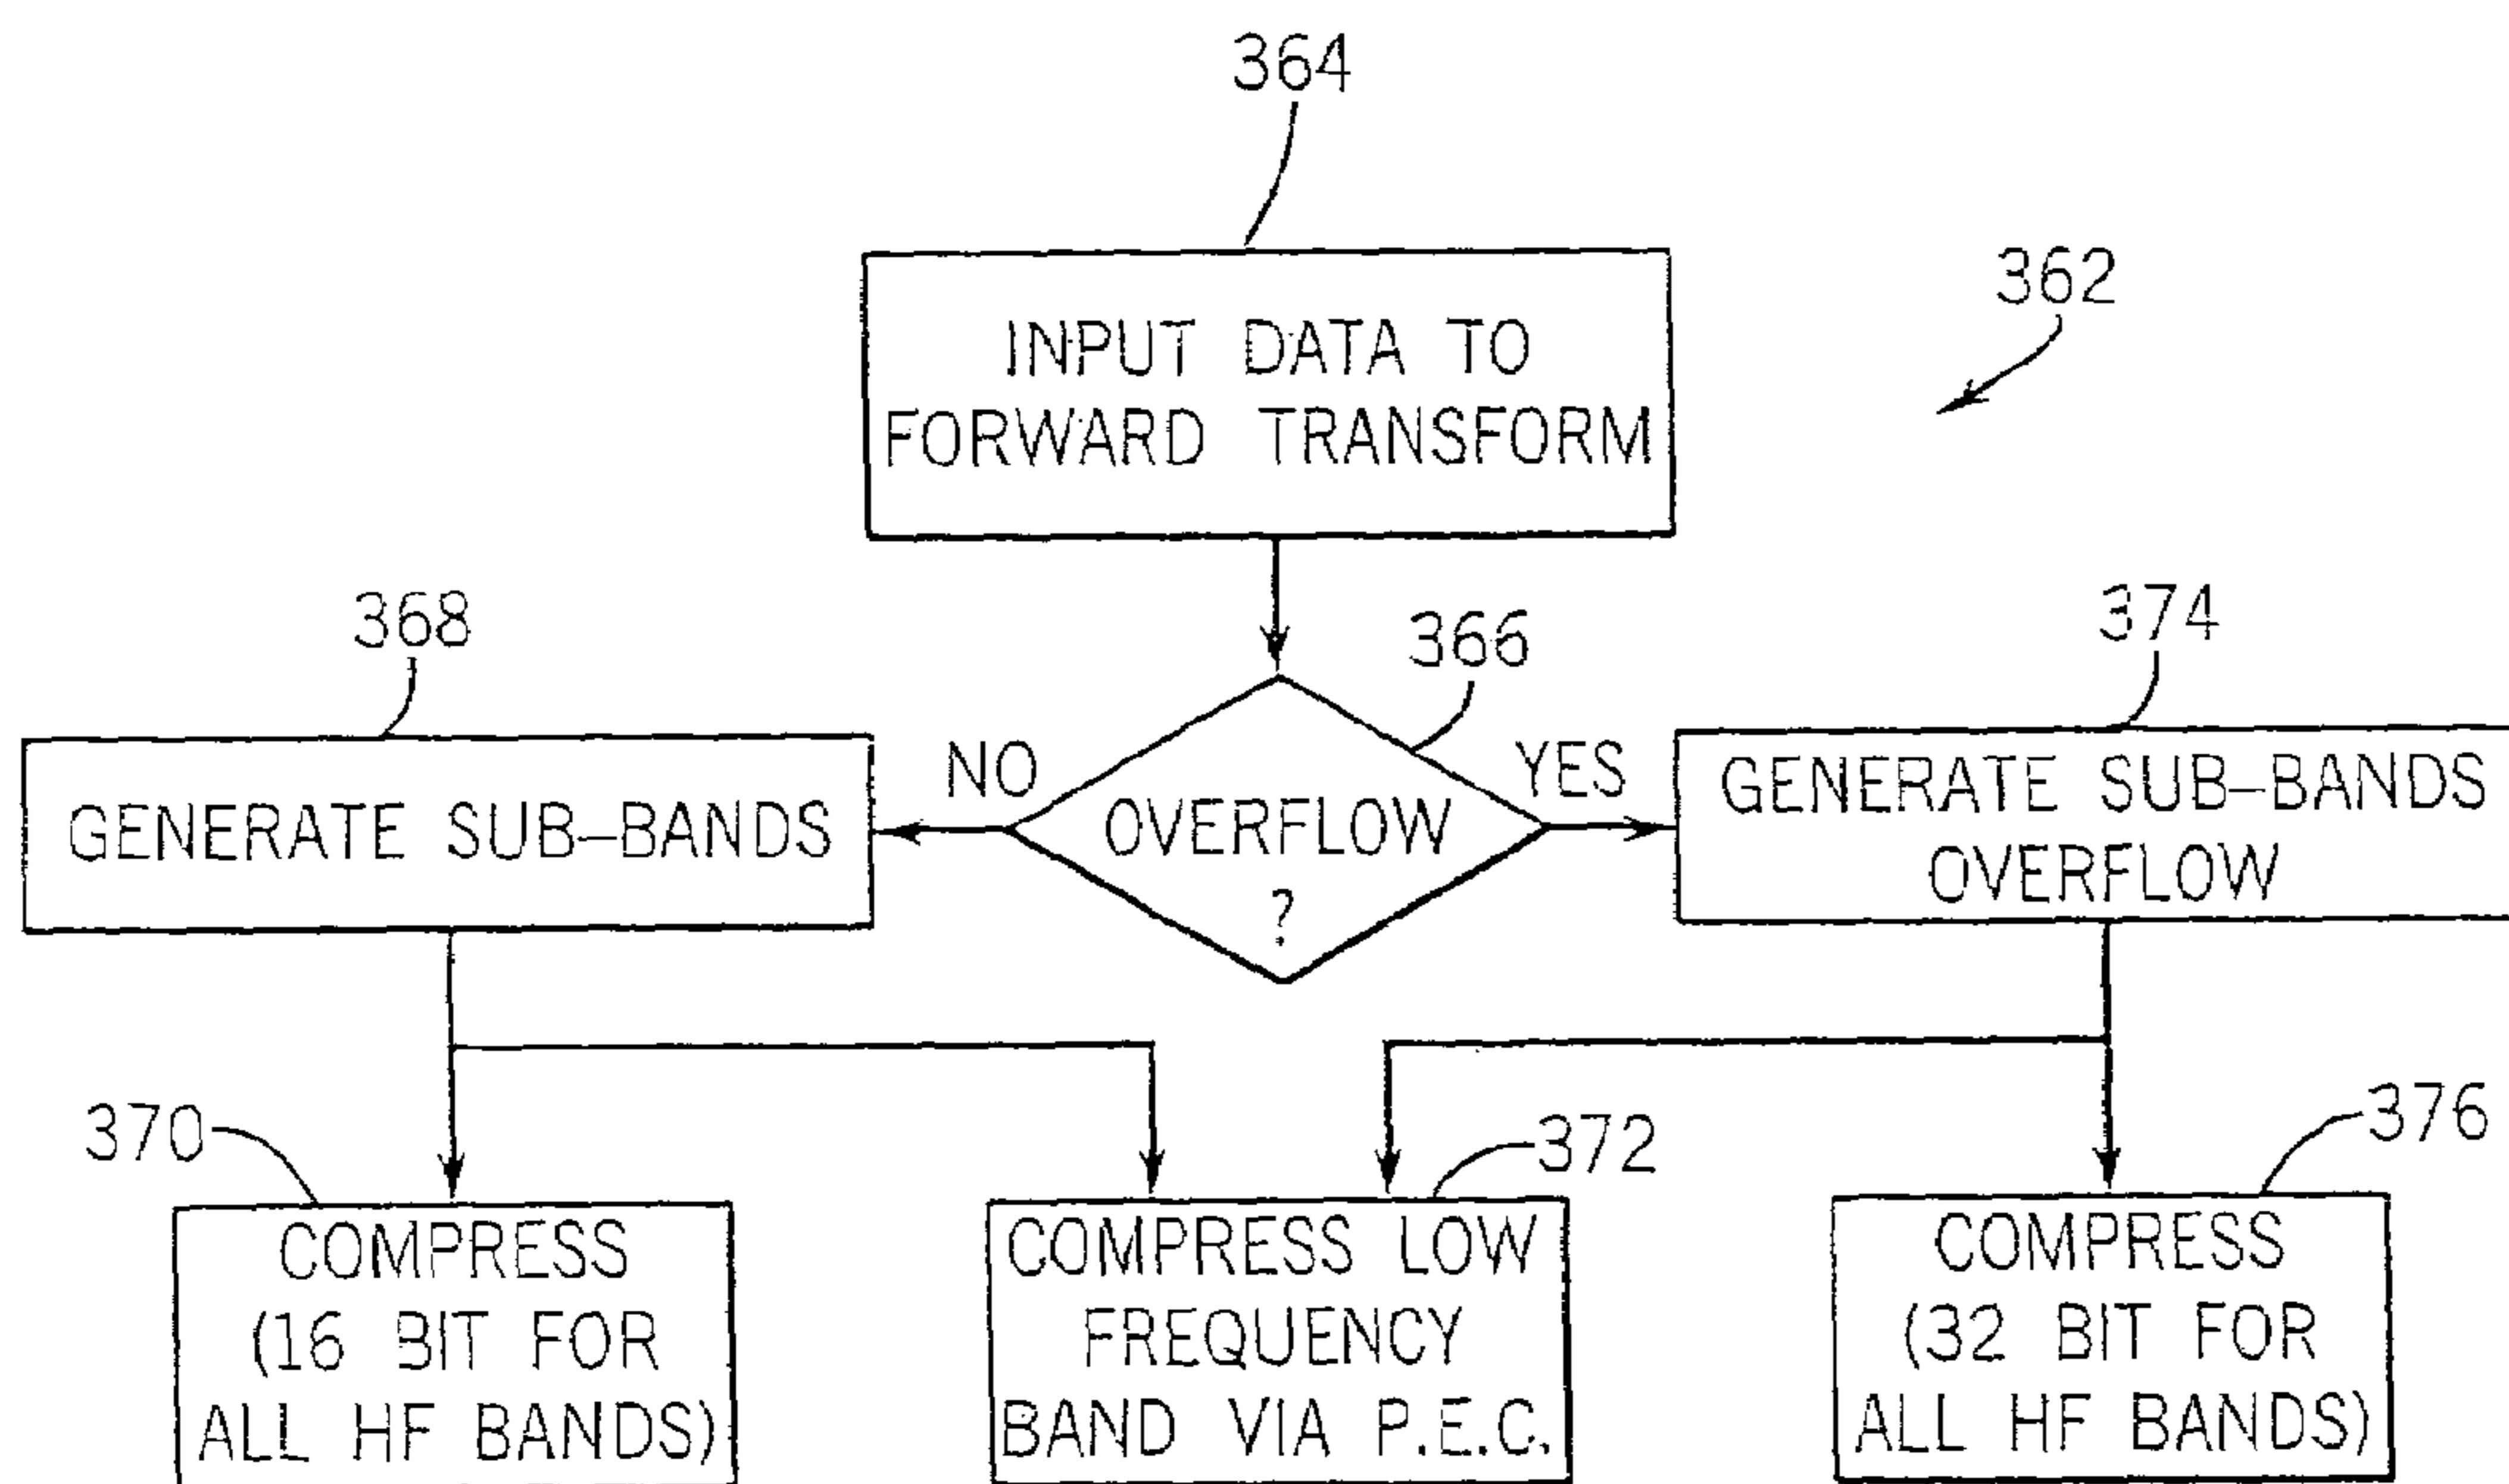 364
362
INPUT DATA TO
FORWARD TRANSFORM
368
366
374
NO
YES
GENERATE SUB-BANDS
OVERFLOW
?
GENERATE SUB-BANDS
OVERFLOW
370
372
376
COMPRESS
(16 BIT FOR
ALL HF BANDS)
COMPRESS LOW
FREQUENCY
BAND VIA P.E.C.
COMPRESS
(32 BIT FOR
ALL HF BANDS)